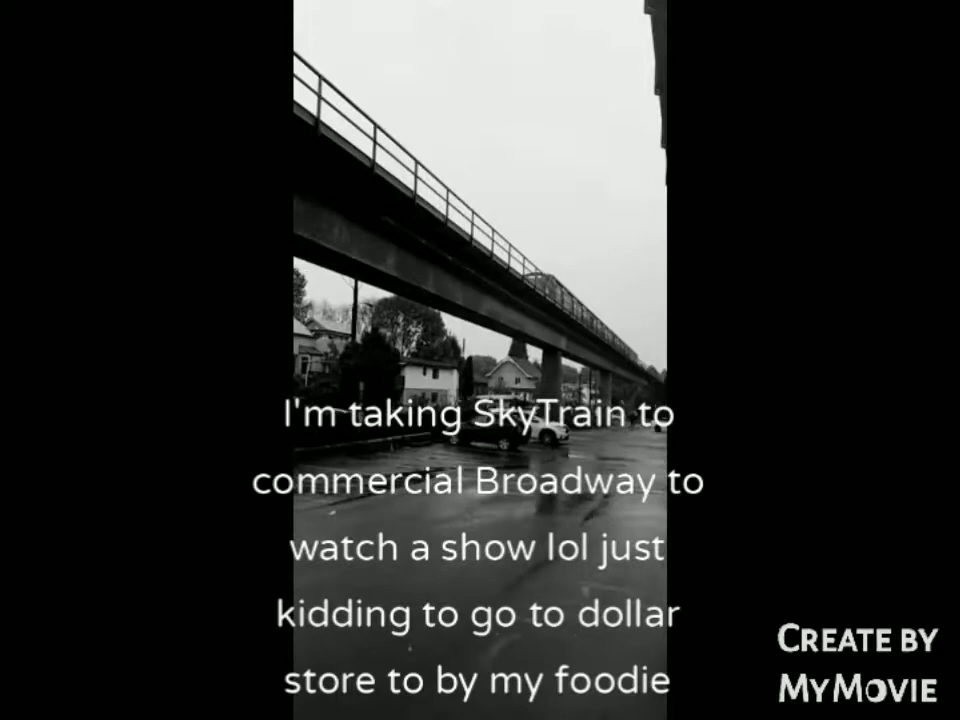 I'm taking SkyTrain to
commercial Broadway to
watch a show lol just
kidding to go to dollar
store to by my foodie
CREATE BY
MYMOVIE